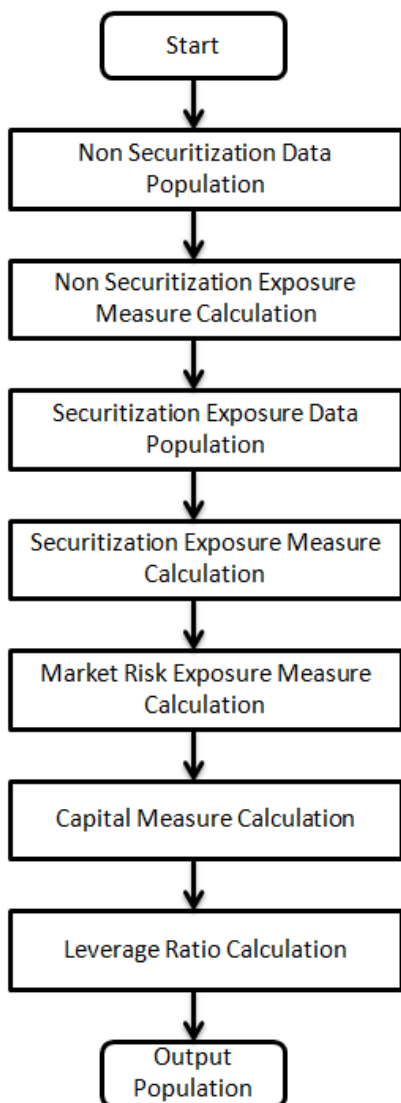 Start
Non Securitization Data
Population
Non Securitization Exposure
Measure Calculation
Securitization Exposure Data
Population
Securitization Exposure Measure
Calculation
Market Risk Exposure Measure
Calculation
Capital Measure Calculation
Leverage Ratio Calculation
Output
Population